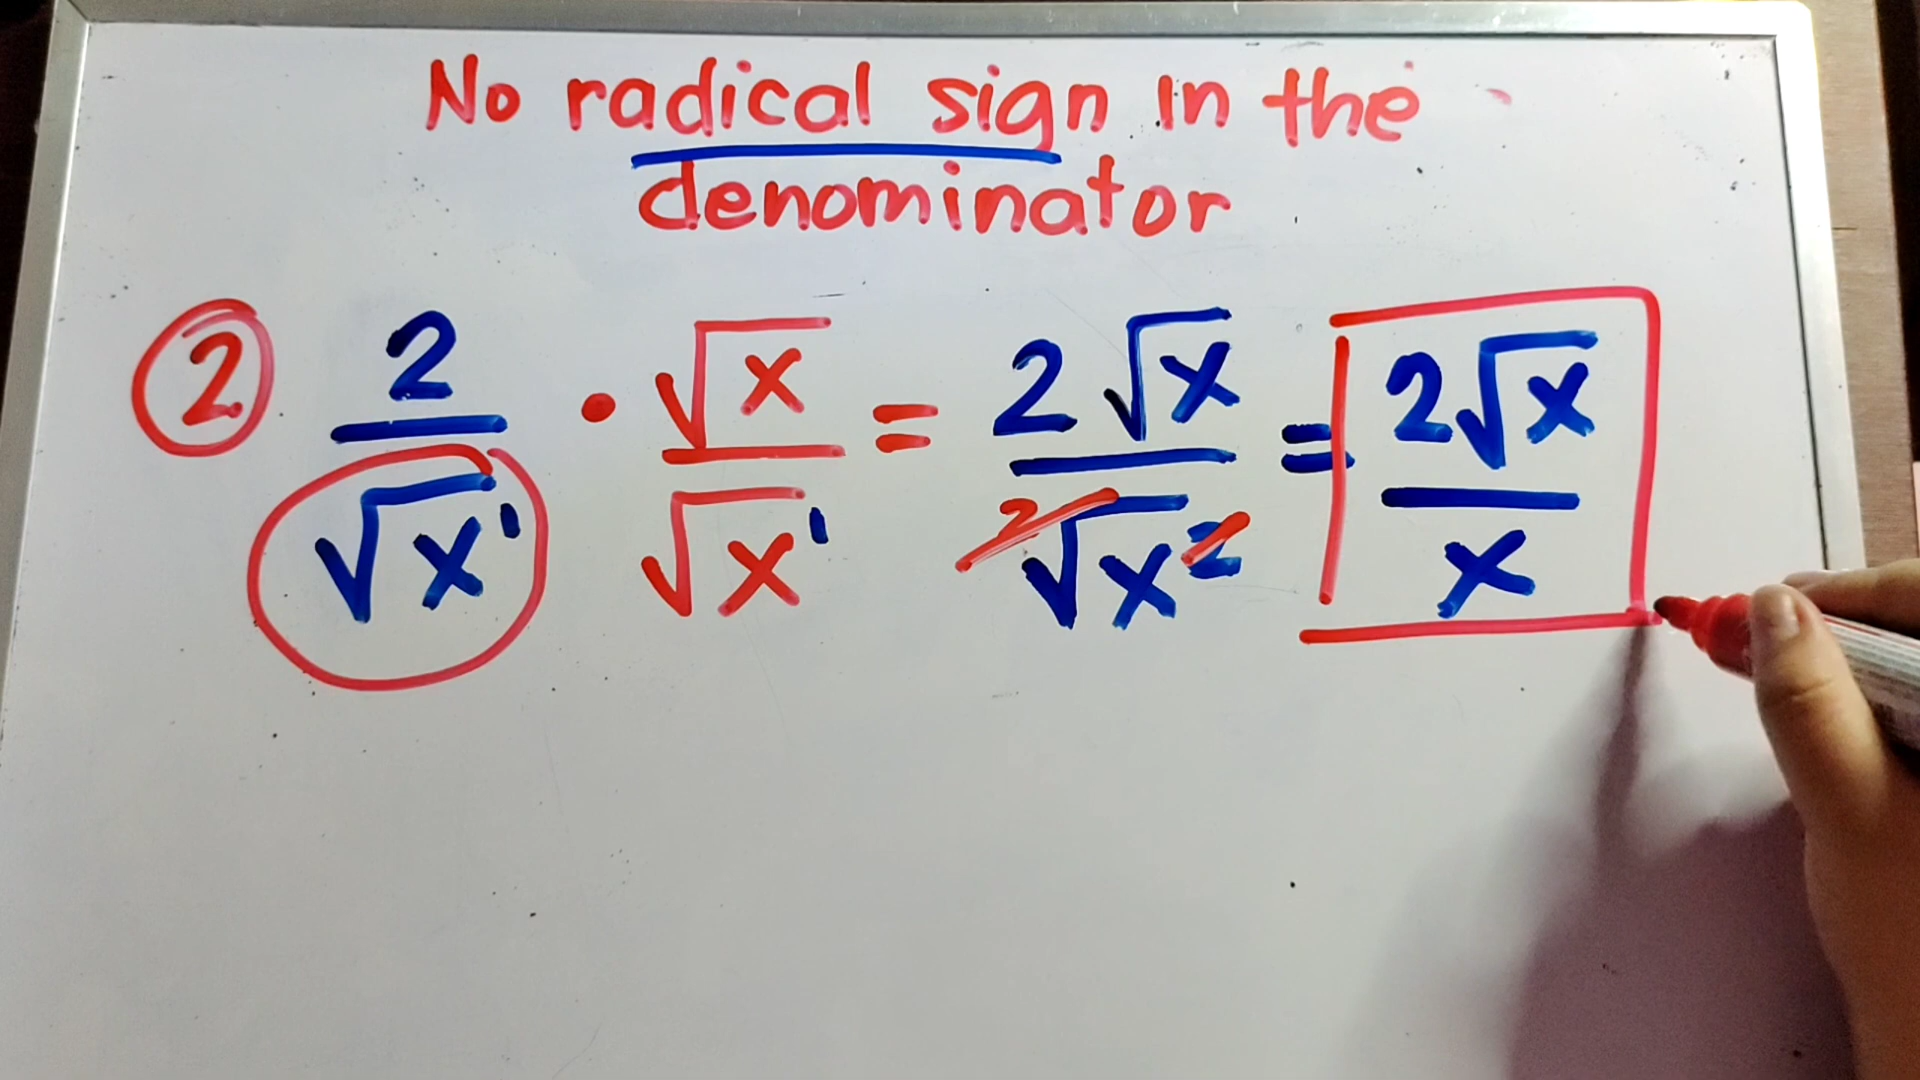 No radical sign in the
denominator
② 2/√x¹ · √x/√x¹ = 2√x/²√x² = 2√x/x